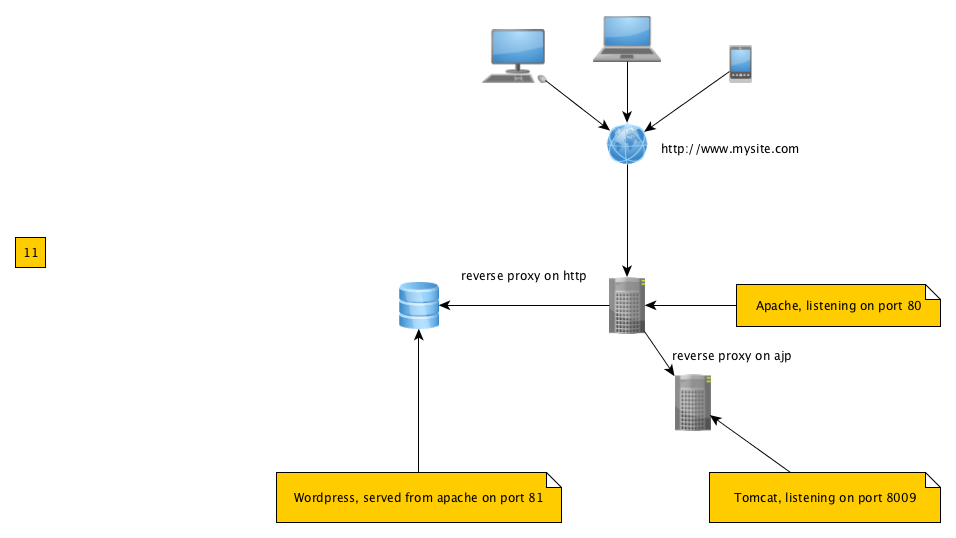 http://www.mysite.com
11
reverse proxy on http
Apache, listening on port 80
reverse proxy on ajp
Wordpress, served from apache on port 81
Tomcat, listening on port 8009